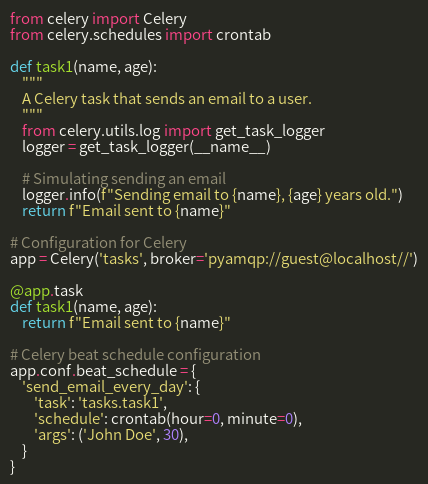 from celery import Celery
from celery.schedules import crontab

def task1(name, age):
    """
    A Celery task that sends an email to a user.
    """
    from celery.utils.log import get_task_logger
    logger = get_task_logger(__name__)

    # Simulating sending an email
    logger.info(f"Sending email to {name}, {age} years old.")
    return f"Email sent to {name}"

# Configuration for Celery
app = Celery('tasks', broker='pyamqp://guest@localhost//')

@app.task
def task1(name, age):
    return f"Email sent to {name}"

# Celery beat schedule configuration
app.conf.beat_schedule = {
    'send_email_every_day': {
        'task': 'tasks.task1',
        'schedule': crontab(hour=0, minute=0),
        'args': ('John Doe', 30),
    }
}